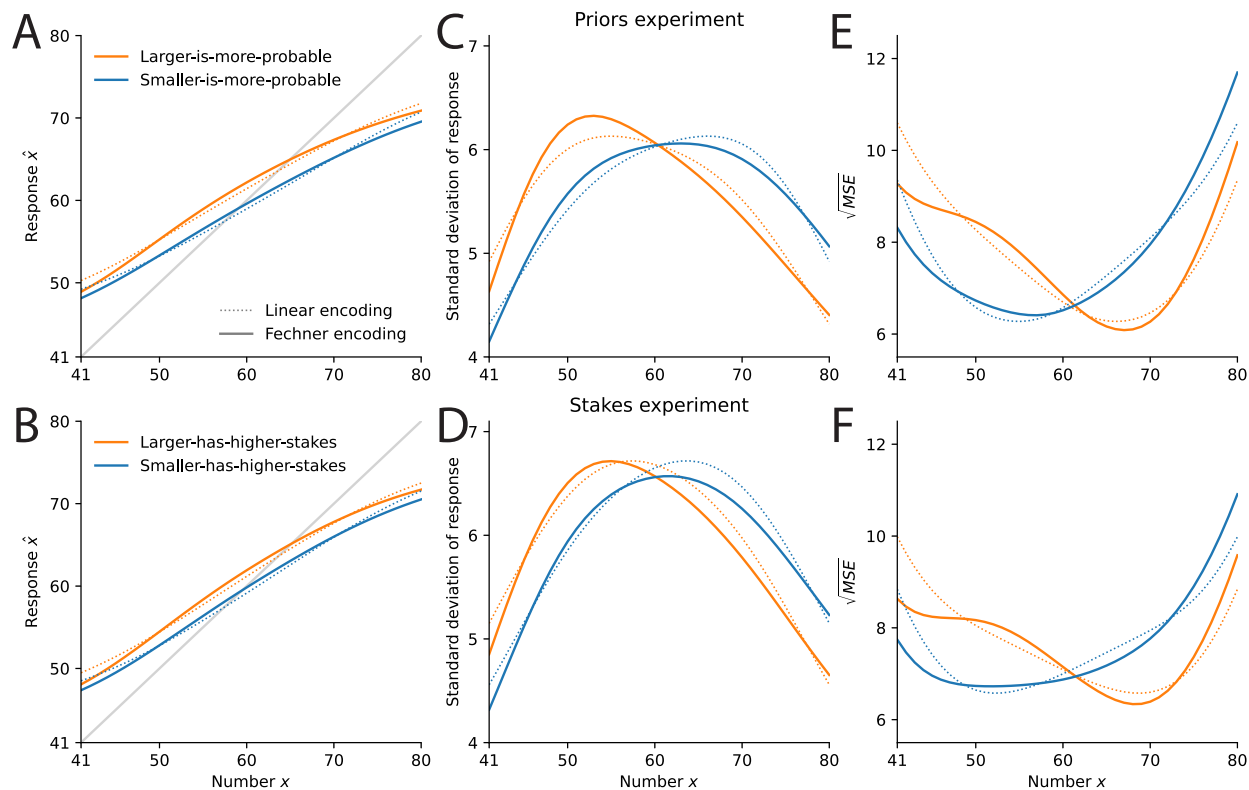 A
Larger-is-more-probable
Smaller-is-more-probable
Linear encoding
Fechner encoding
Response x̂
80
70
60
50
41
41 50 60 70 80
Priors experiment
C
Standard deviation of response
7
6
5
4
41 50 60 70 80
E
√MSE
12
10
8
6
41 50 60 70 80
B
Larger-has-higher-stakes
Smaller-has-higher-stakes
Response x̂
80
70
60
50
41
41 50 60 70 80
Number x
Stakes experiment
D
Standard deviation of response
7
6
5
4
41 50 60 70 80
Number x
F
√MSE
12
10
8
6
41 50 60 70 80
Number x